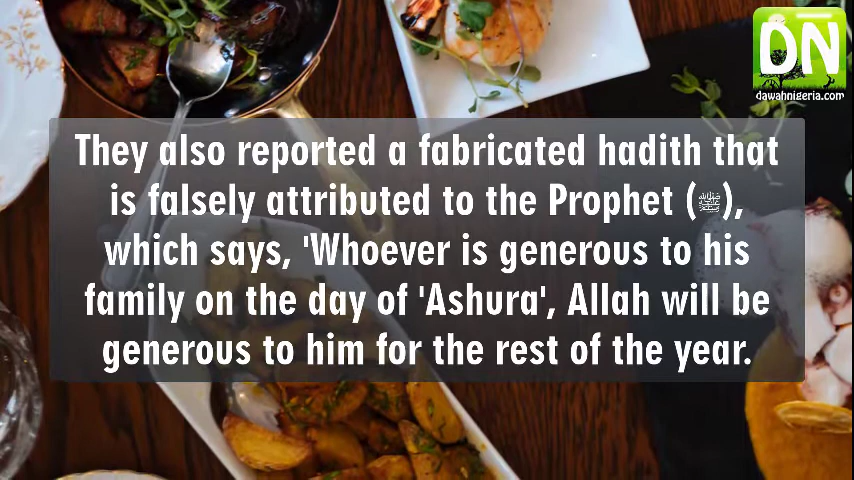 DN
dawahnigeria.com
They also reported a fabricated hadith that
is falsely attributed to the Prophet (ﷺ),
which says, 'Whoever is generous to his
family on the day of 'Ashura', Allah will be
generous to him for the rest of the year.